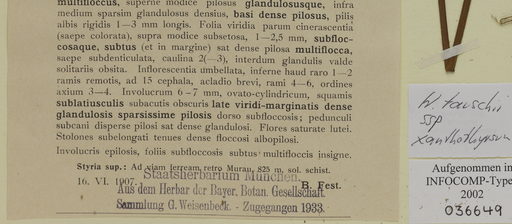 multifloccus, superne modice pilosus glandulosusque, infra
medium sparsim glandulosus densius, basi dense pilosus, pilis
albis rigidis 1—3 mm longis. Folia viridia parum cinerascentia
(saepe colorata), supra modice subsetosa, 1—2,5 mm, subfloc-
cosaque, subtus (et in margine) sat dense pilosa multiflocca,
saepe subdenticulata, caulina 2(—3), interdum glandulis valde
solitariis obsita. Inflorescentia umbellata, inferne haud raro 1—2
ramis remotis, ad 15 cephala, acladio brevi, rami 4—6, ordines
axium 3—4. Involucrum 6—7 mm, ovato-cylindricum, squamis
sublatiusculis subacutis obscuris late viridi-marginatis dense
glandulosis sparsissime pilosis dorso subfloccosis; pedunculi
subcani disperse pilosi sat dense glandulosi. Flores saturate lutei.
Stolones subelongati tenues dense floccosi albopilosi.
Involucris epilosis, foliis subfloccosis subtus multifloccis insigne.
Styria sup.: Ad viam ferream retro Murau, 825 m, sol. schist.
16. VI. 1907.
B. Fest.
Staatsherbarium München
Aus dem Herbar der Bayer. Botan. Gesellschaft.
Sammlung G. Weisenbeck. - Zugegangen 1933.
H. tauschii
ssp
xanthothyrsum
Aufgenommen in
INFOCOMP-Type
2002
036649